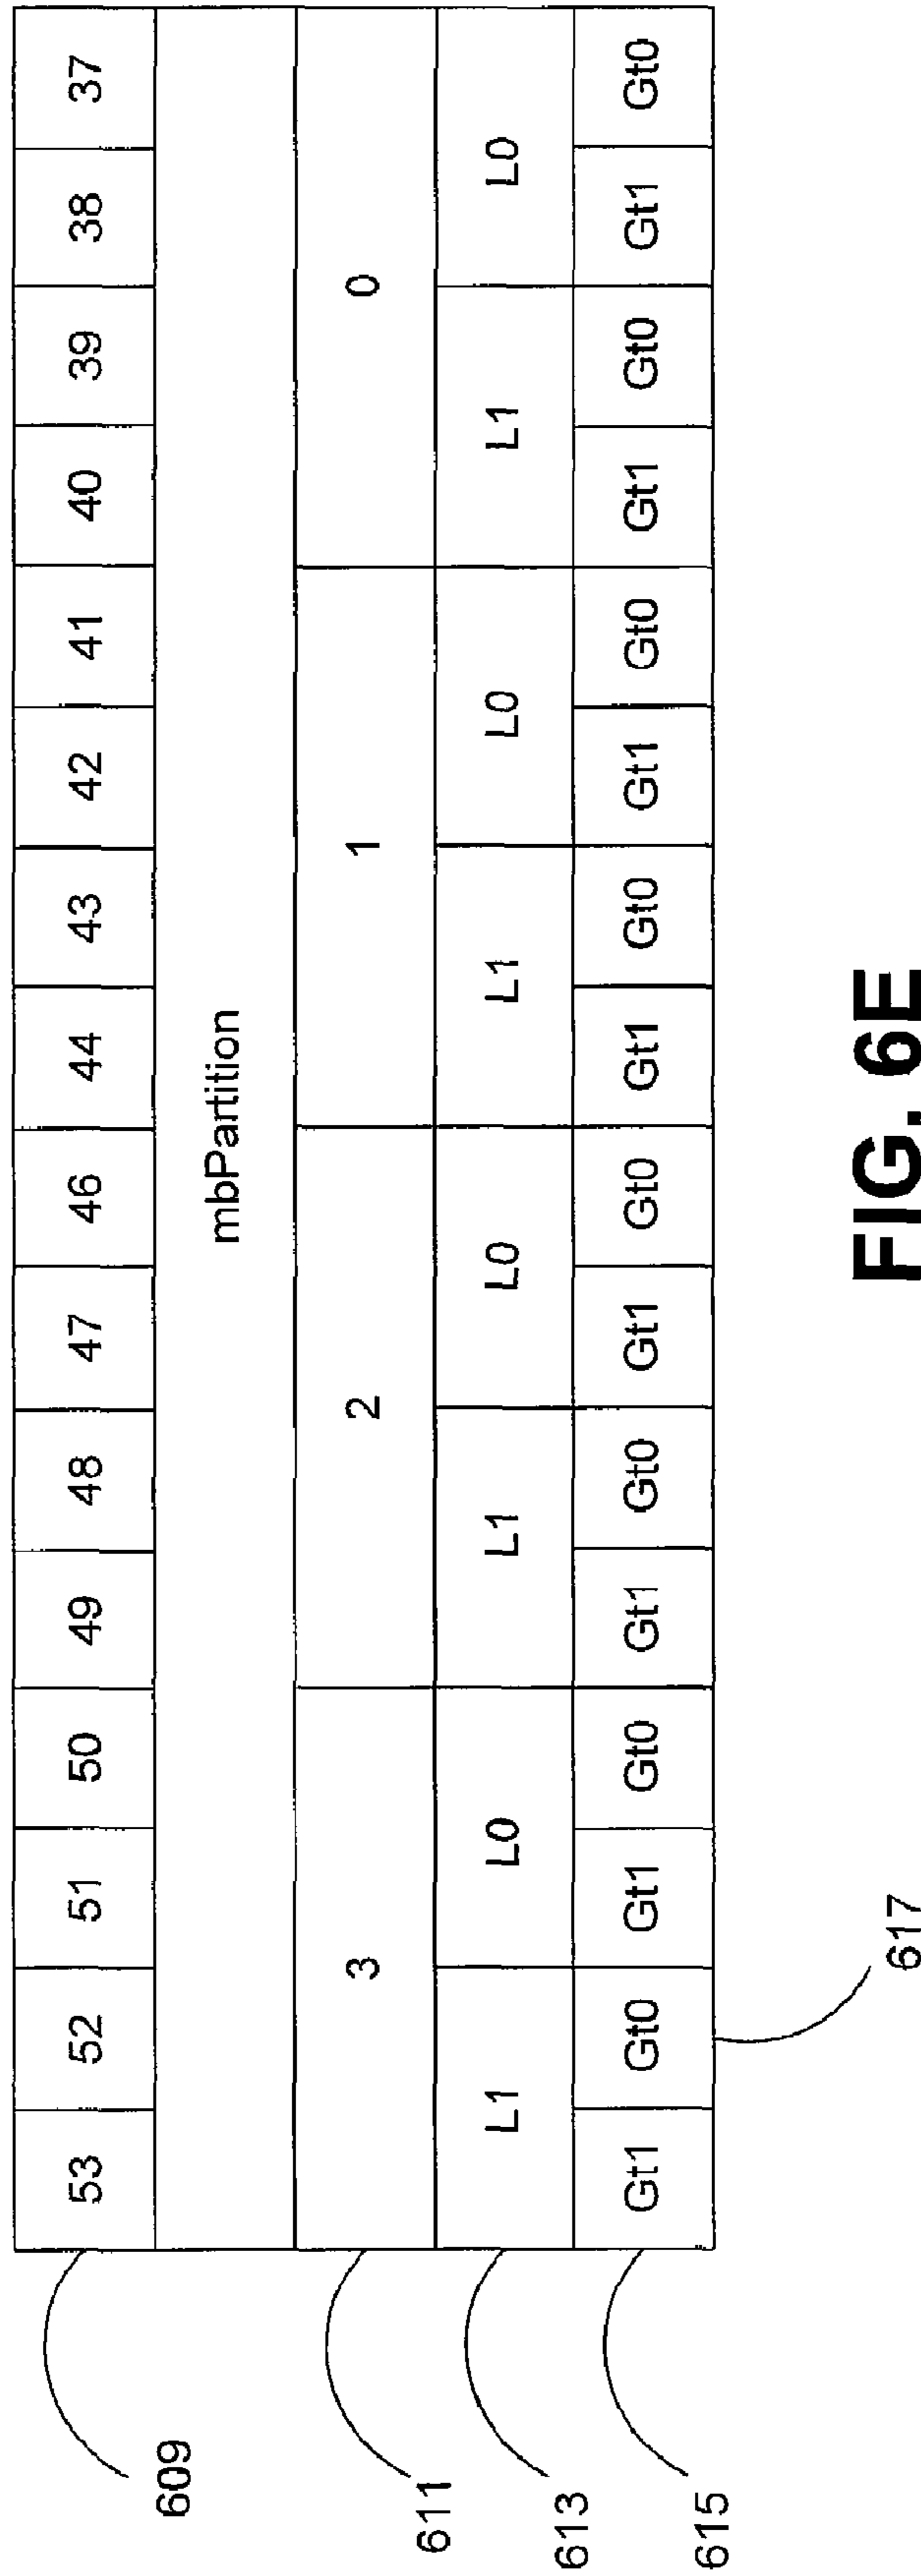 53 52 51 50 49 48 47 46 44 43 42 41 40 39 38 37
mbPartition
3 2 1 0
L1 L0 L1 L0 L1 L0 L1 L0
Gt1 Gt0 Gt1 Gt0 Gt1 Gt0 Gt1 Gt0 Gt1 Gt0 Gt1 Gt0 Gt1 Gt0 Gt1 Gt0
609
611
613
615
617
FIG. 6E